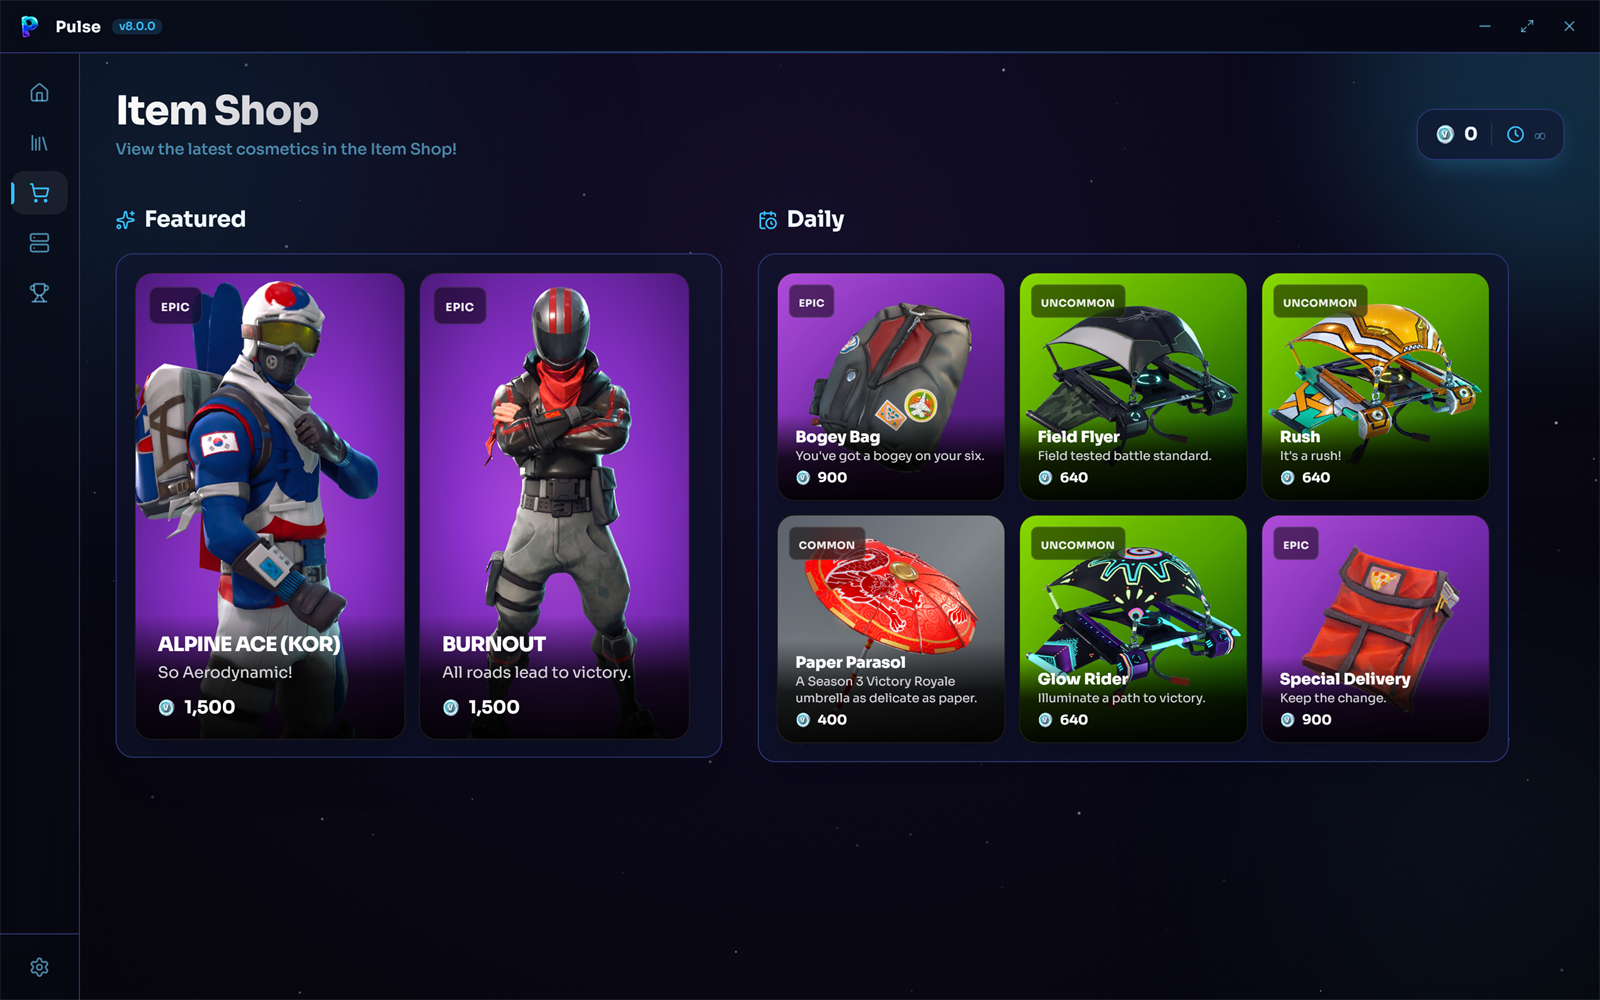 Pulse v8.0.0
Item Shop
View the latest cosmetics in the Item Shop!
0 ∞
Featured
EPIC
ALPINE ACE (KOR)
So Aerodynamic!
1,500
EPIC
BURNOUT
All roads lead to victory.
1,500
Daily
EPIC
Bogey Bag
You've got a bogey on your six.
900
UNCOMMON
Field Flyer
Field tested battle standard.
640
UNCOMMON
Rush
It's a rush!
640
COMMON
Paper Parasol
A Season 3 Victory Royale
umbrella as delicate as paper.
400
UNCOMMON
Glow Rider
Illuminate a path to victory.
640
EPIC
Special Delivery
Keep the change.
900